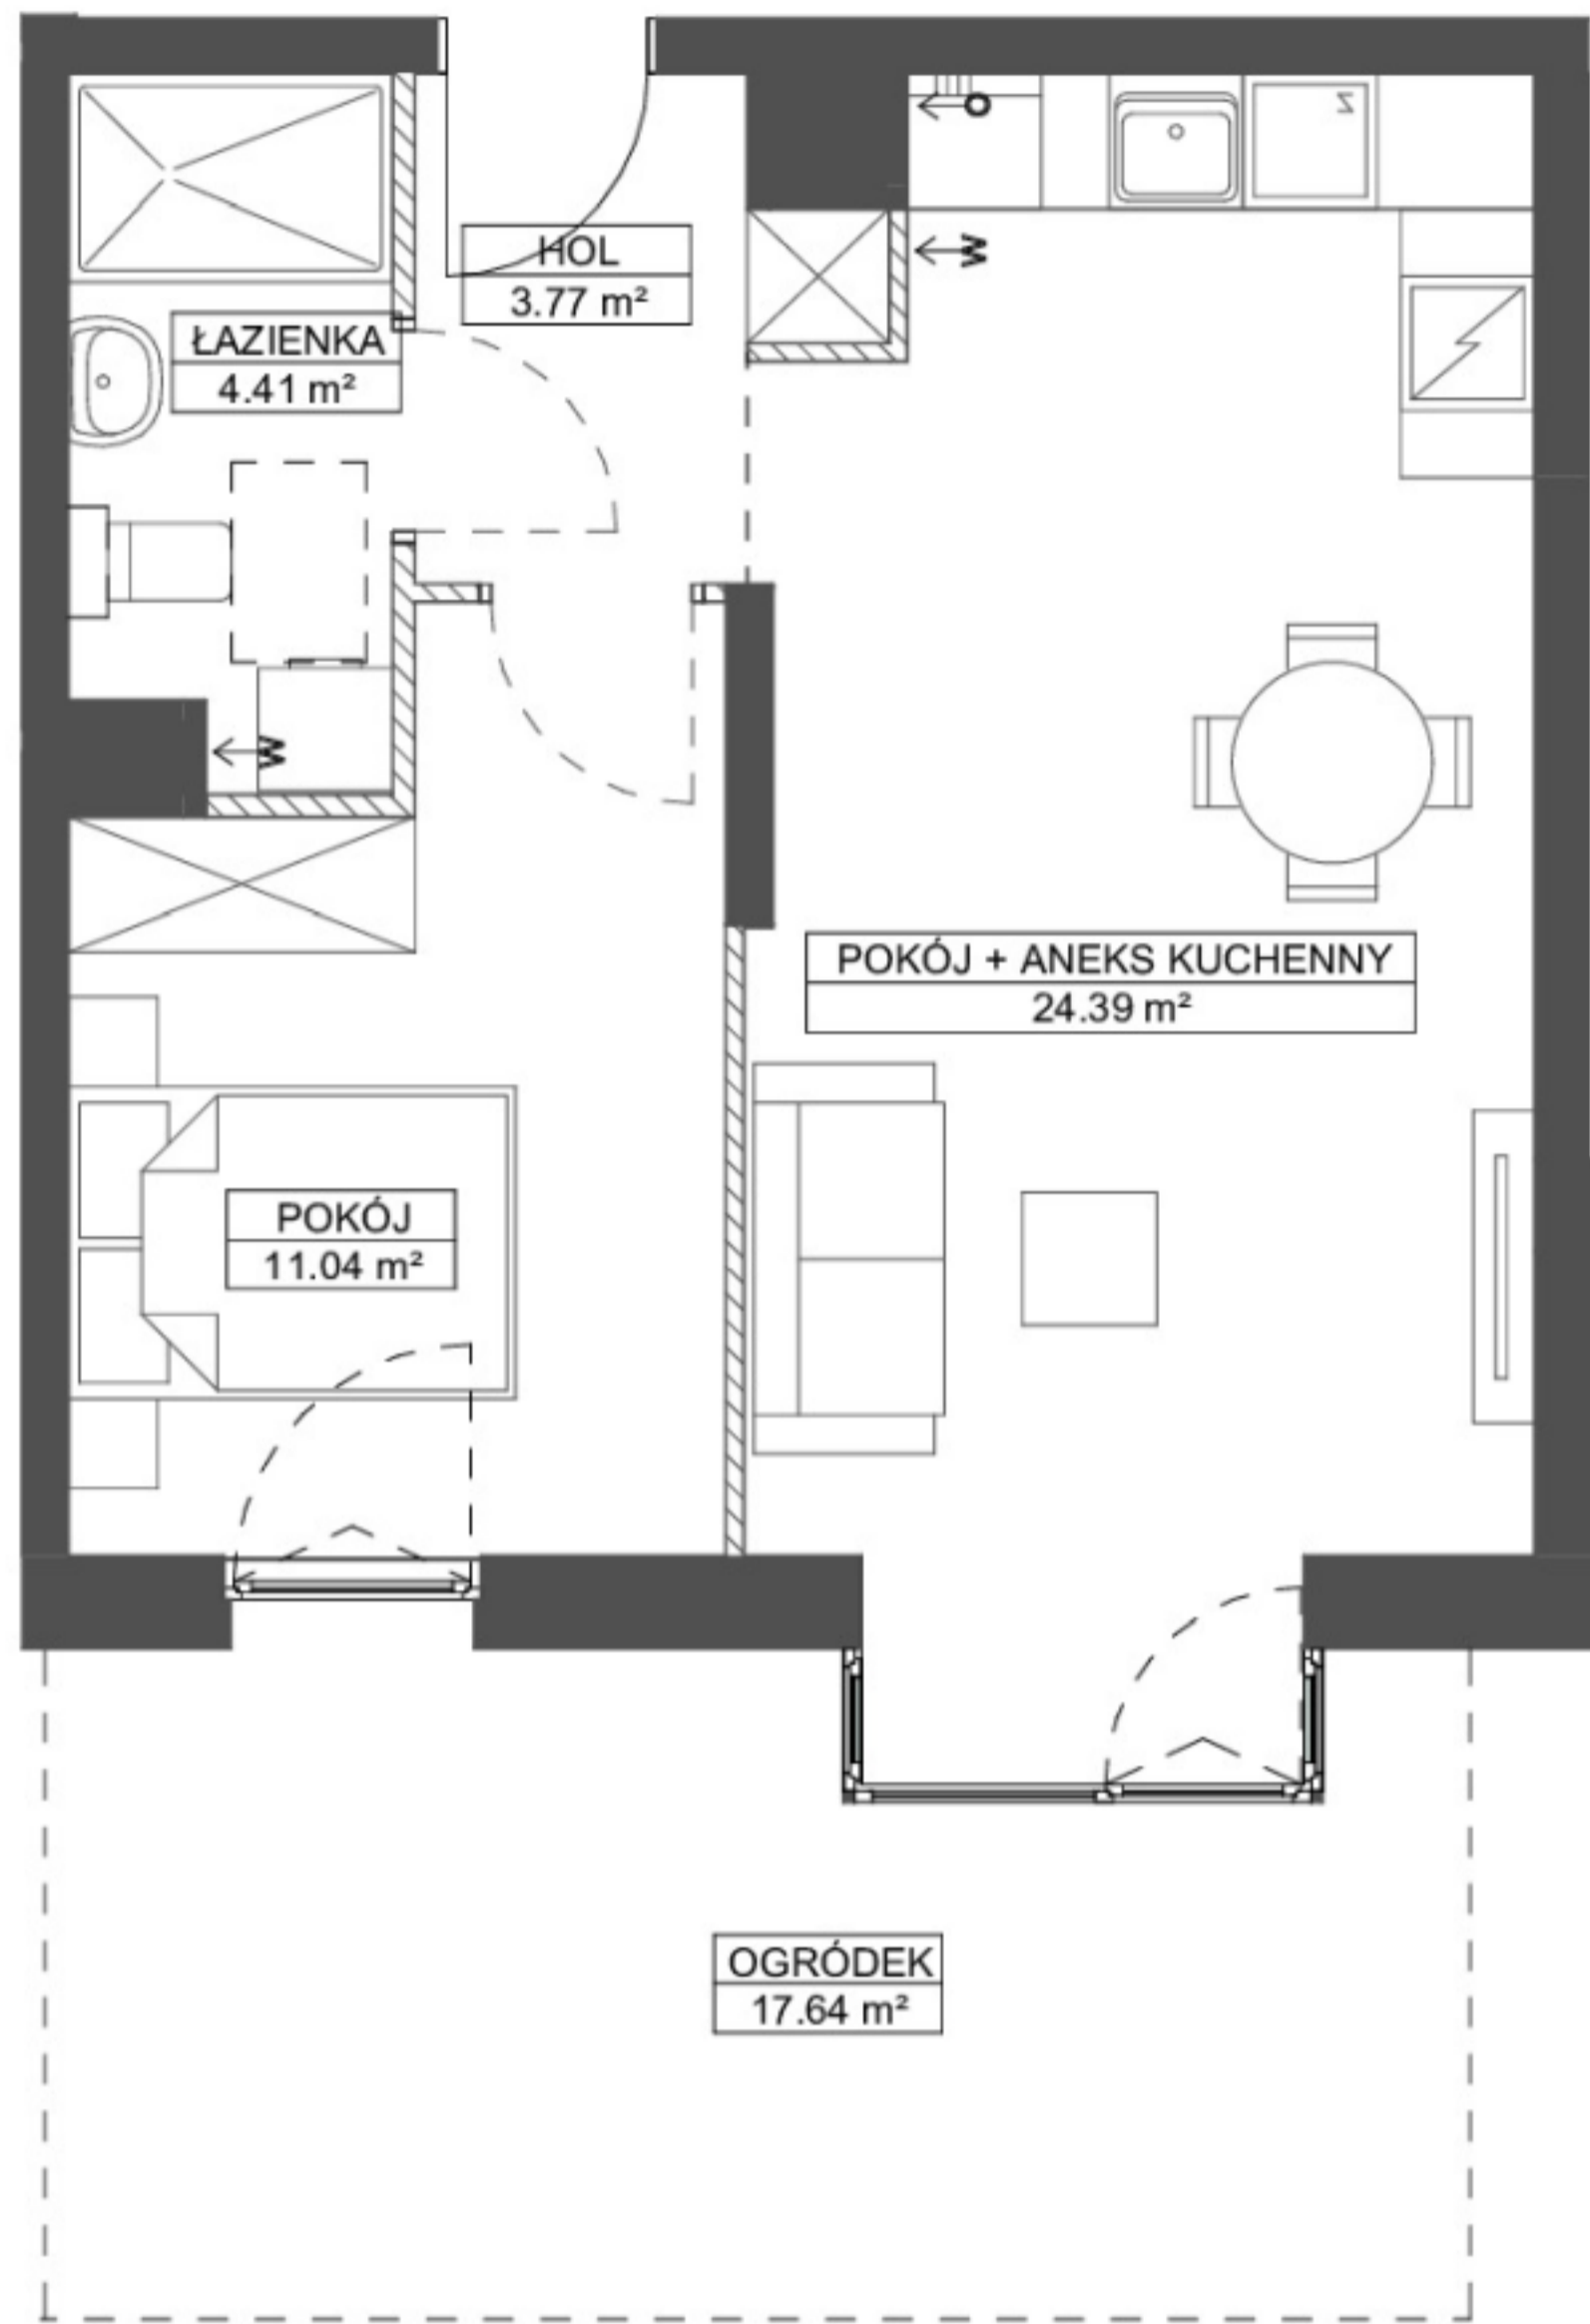 HOL
3.77 m²
ŁAZIENKA
4.41 m²
O
W
Z
W
POKÓJ + ANEKS KUCHENNY
24.39 m²
POKÓJ
11.04 m²
OGRÓDEK
17.64 m²